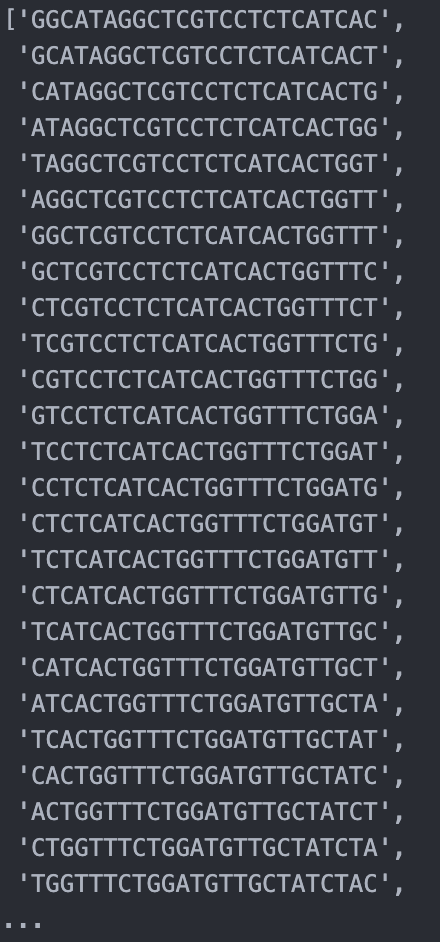 ['GGCATAGGCTCGTCCTCTCATCAC',
'GCATAGGCTCGTCCTCTCATCACT',
'CATAGGCTCGTCCTCTCATCACTG',
'ATAGGCTCGTCCTCTCATCACTGG',
'TAGGCTCGTCCTCTCATCACTGGT',
'AGGCTCGTCCTCTCATCACTGGTT',
'GGCTCGTCCTCTCATCACTGGTTT',
'GCTCGTCCTCTCATCACTGGTTTC',
'CTCGTCCTCTCATCACTGGTTTCT',
'TCGTCCTCTCATCACTGGTTTCTG',
'CGTCCTCTCATCACTGGTTTCTGG',
'GTCCTCTCATCACTGGTTTCTGGA',
'TCCTCTCATCACTGGTTTCTGGAT',
'CCTCTCATCACTGGTTTCTGGATG',
'CTCTCATCACTGGTTTCTGGATGT',
'TCTCATCACTGGTTTCTGGATGTT',
'CTCATCACTGGTTTCTGGATGTTG',
'TCATCACTGGTTTCTGGATGTTGC',
'CATCACTGGTTTCTGGATGTTGCT',
'ATCACTGGTTTCTGGATGTTGCTA',
'TCACTGGTTTCTGGATGTTGCTAT',
'CACTGGTTTCTGGATGTTGCTATC',
'ACTGGTTTCTGGATGTTGCTATCT',
'CTGGTTTCTGGATGTTGCTATCTA',
'TGGTTTCTGGATGTTGCTATCTAC',
...